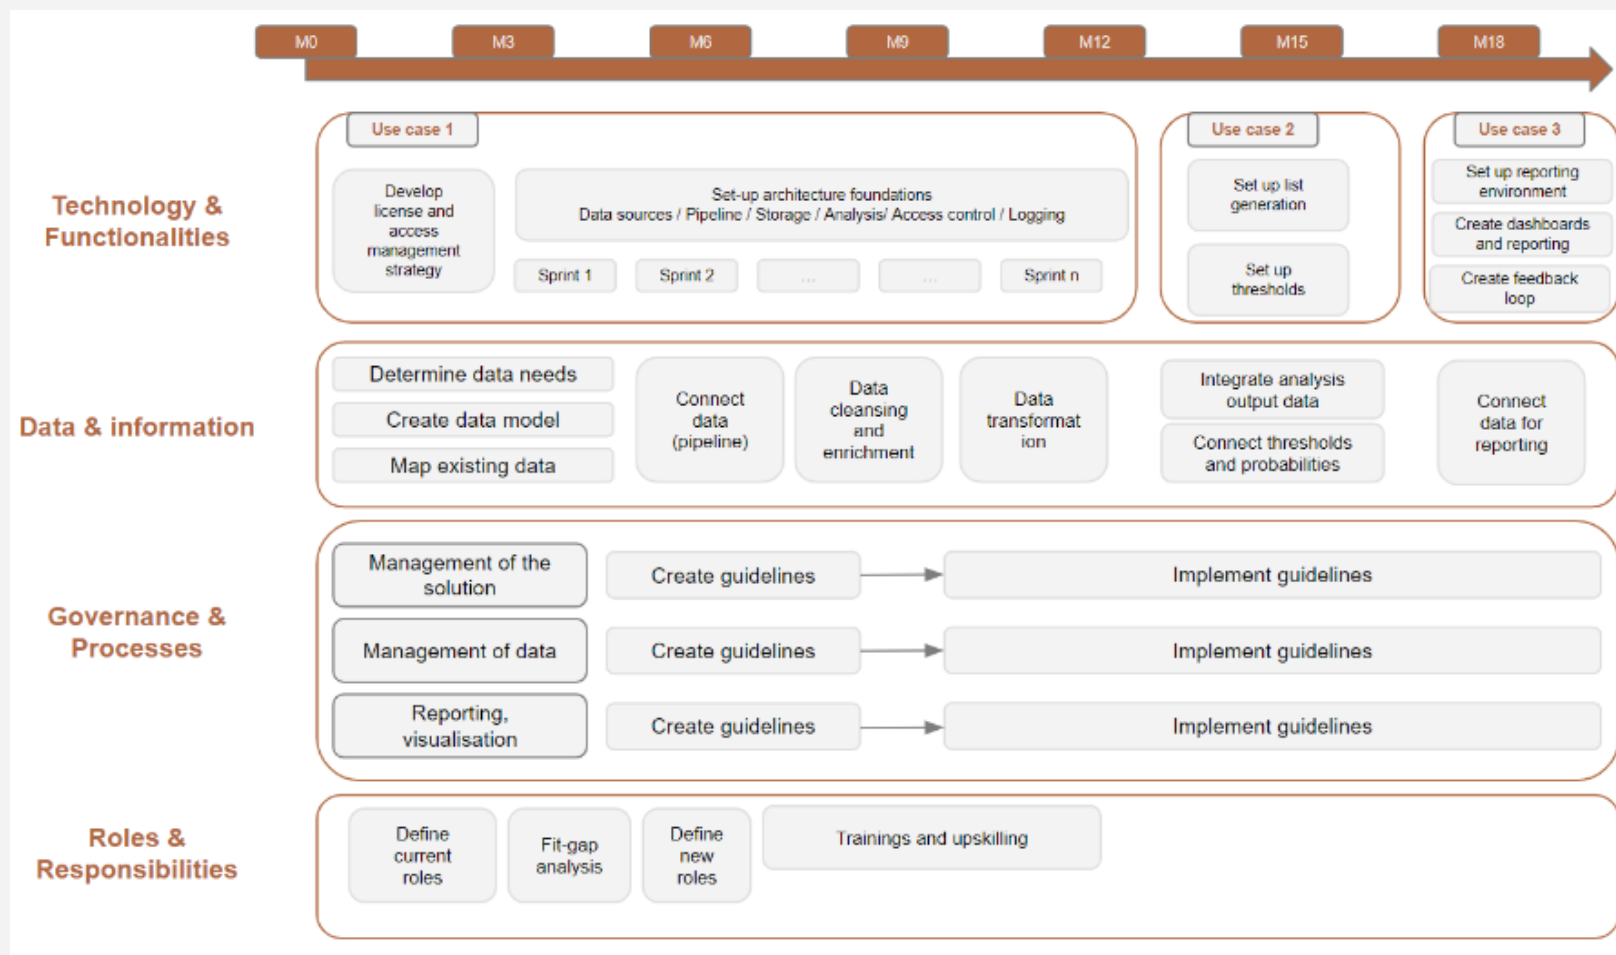 M0
M3
M6
M9
M12
M15
M18
Technology &
Functionalities
Use case 1
Develop
license and
access
management
strategy
Set-up architecture foundations
Data sources / Pipeline / Storage / Analysis/ Access control / Logging
Sprint 1
Sprint 2
...
...
Sprint n
Use case 2
Set up list
generation
Set up
thresholds
Use case 3
Set up reporting
environment
Create dashboards
and reporting
Create feedback
loop
Data & information
Determine data needs
Create data model
Map existing data
Connect
data
(pipeline)
Data
cleansing
and
enrichment
Data
transformat
ion
Integrate analysis
output data
Connect thresholds
and probabilities
Connect
data for
reporting
Governance &
Processes
Management of the
solution
Create guidelines
Implement guidelines
Management of data
Create guidelines
Implement guidelines
Reporting,
visualisation
Create guidelines
Implement guidelines
Roles &
Responsibilities
Define
current
roles
Fit-gap
analysis
Define
new
roles
Trainings and upskilling